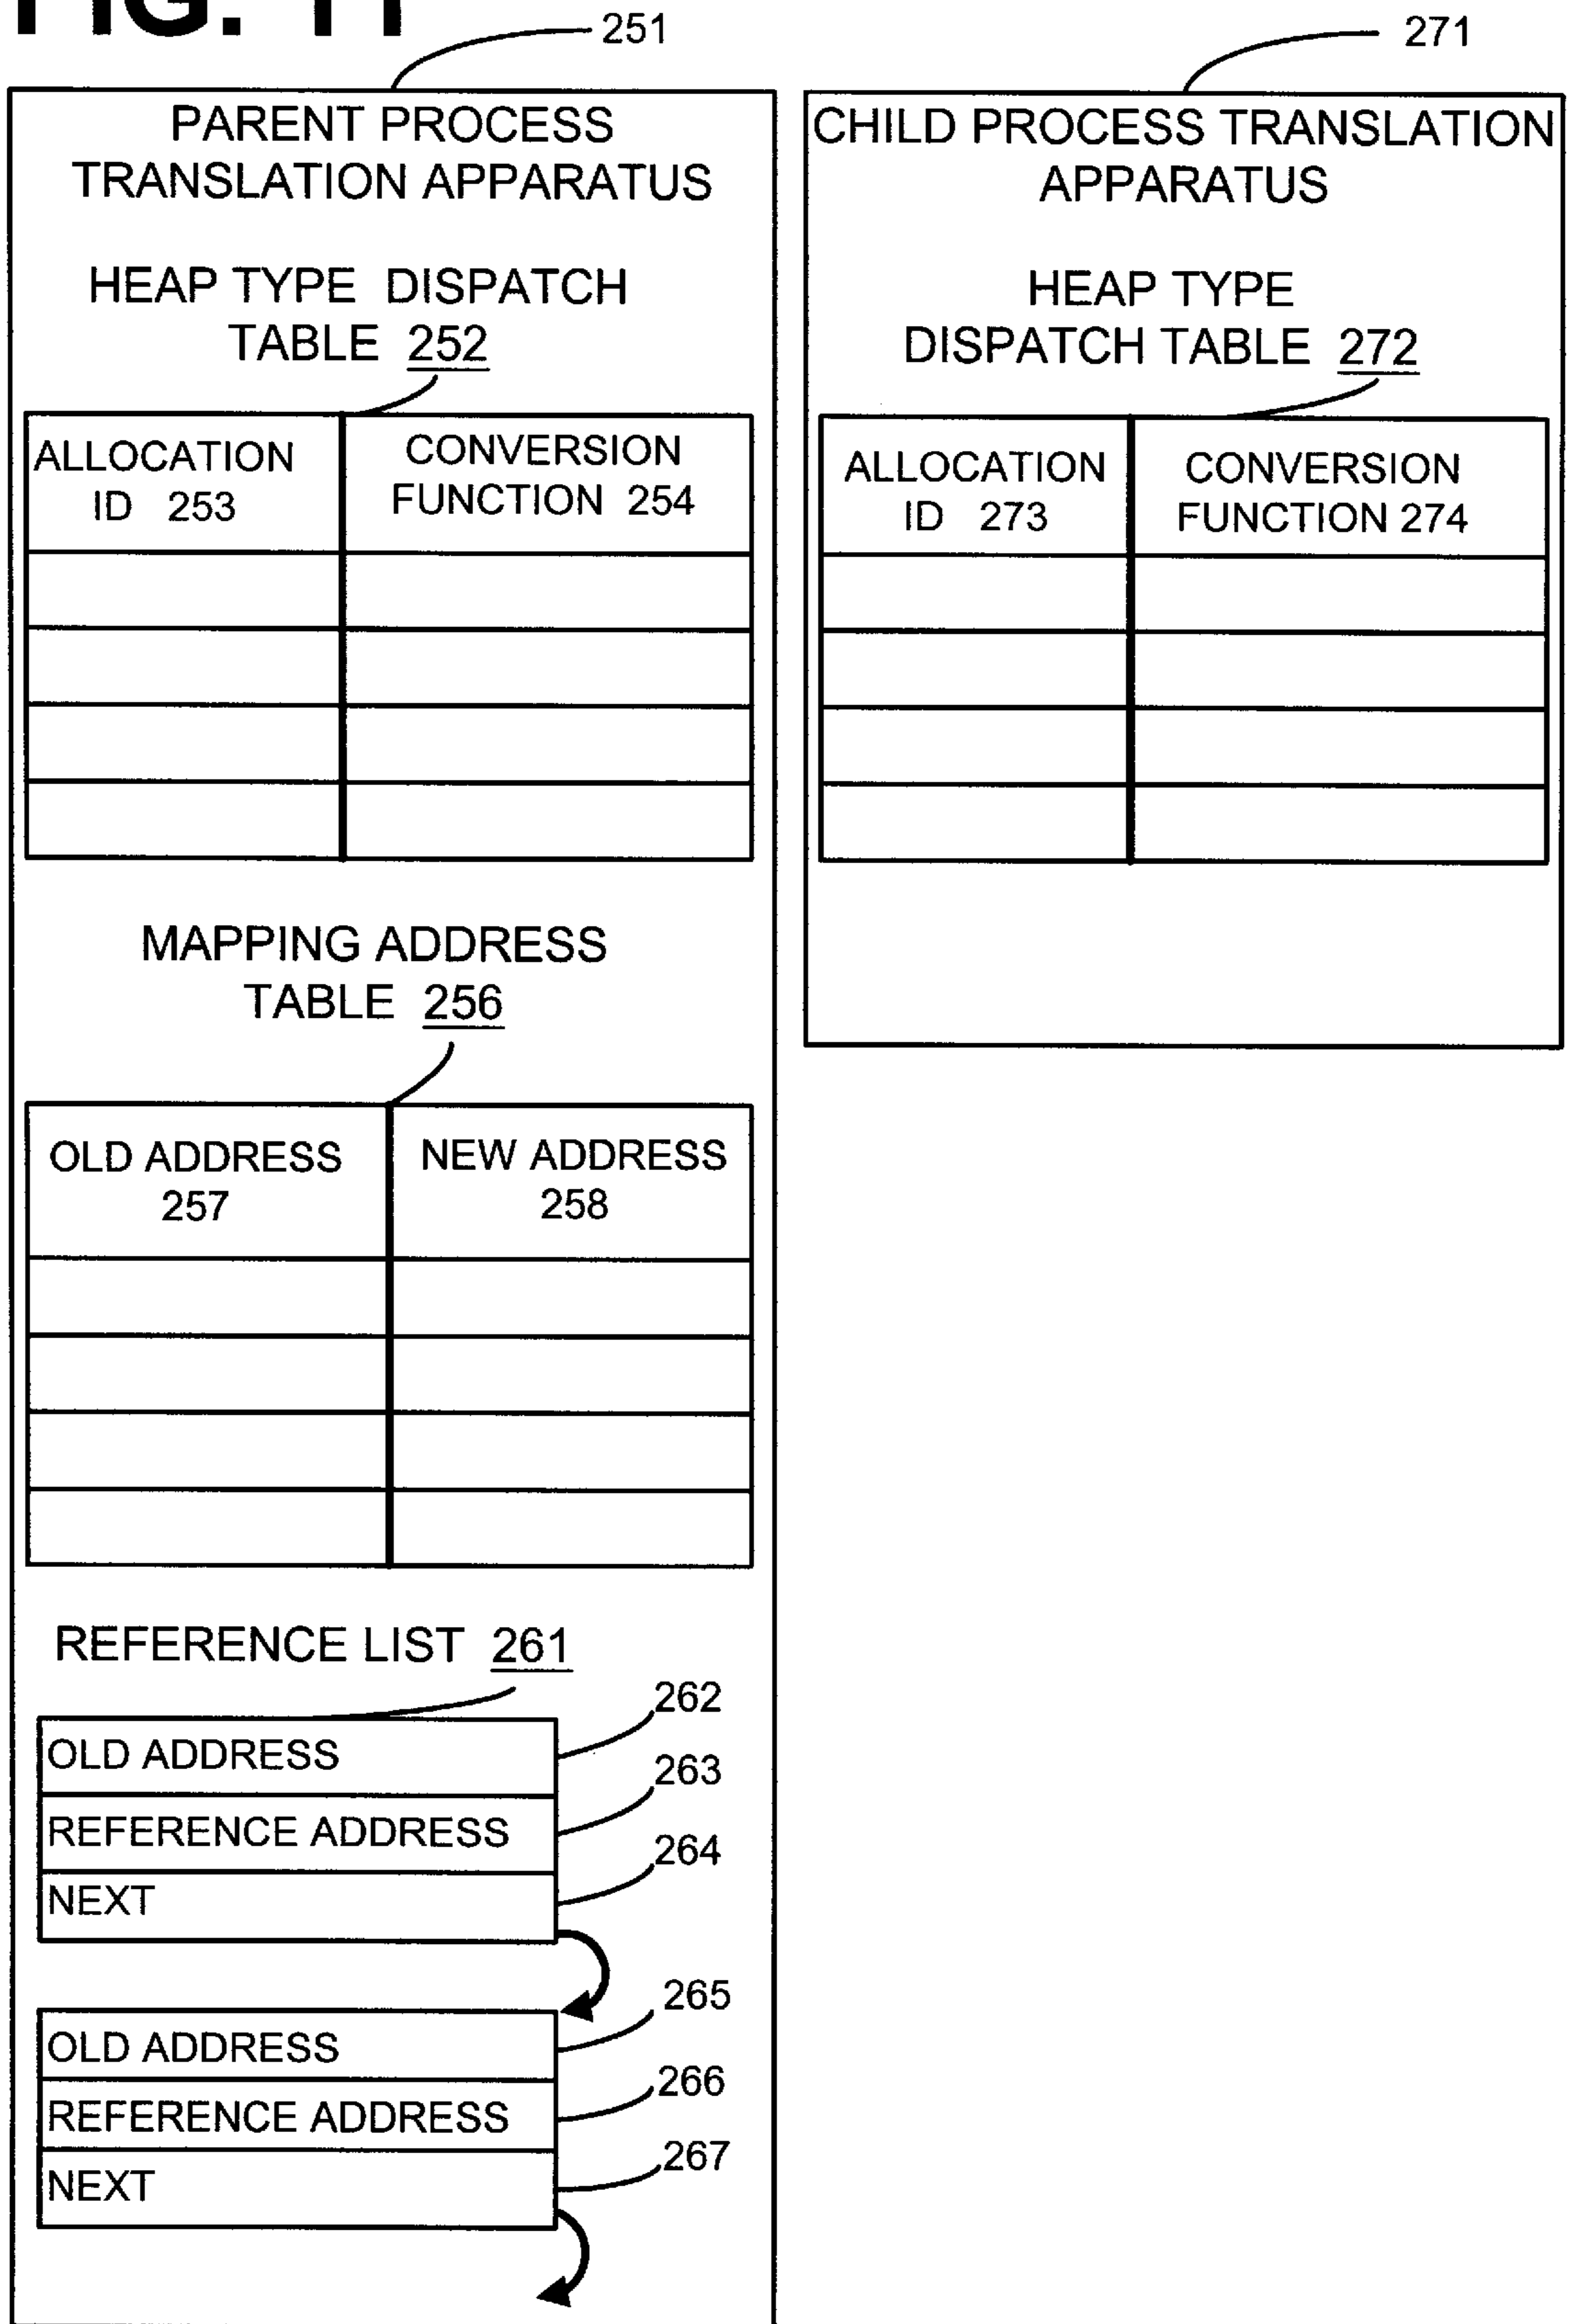 FIG. 11
251
PARENT PROCESS
TRANSLATION APPARATUS
HEAP TYPE DISPATCH
TABLE 252
ALLOCATION
ID 253
CONVERSION
FUNCTION 254
MAPPING ADDRESS
TABLE 256
OLD ADDRESS
257
NEW ADDRESS
258
REFERENCE LIST 261
OLD ADDRESS
262
REFERENCE ADDRESS
263
NEXT
264
OLD ADDRESS
265
REFERENCE ADDRESS
266
NEXT
267
271
CHILD PROCESS TRANSLATION
APPARATUS
HEAP TYPE
DISPATCH TABLE 272
ALLOCATION
ID 273
CONVERSION
FUNCTION 274